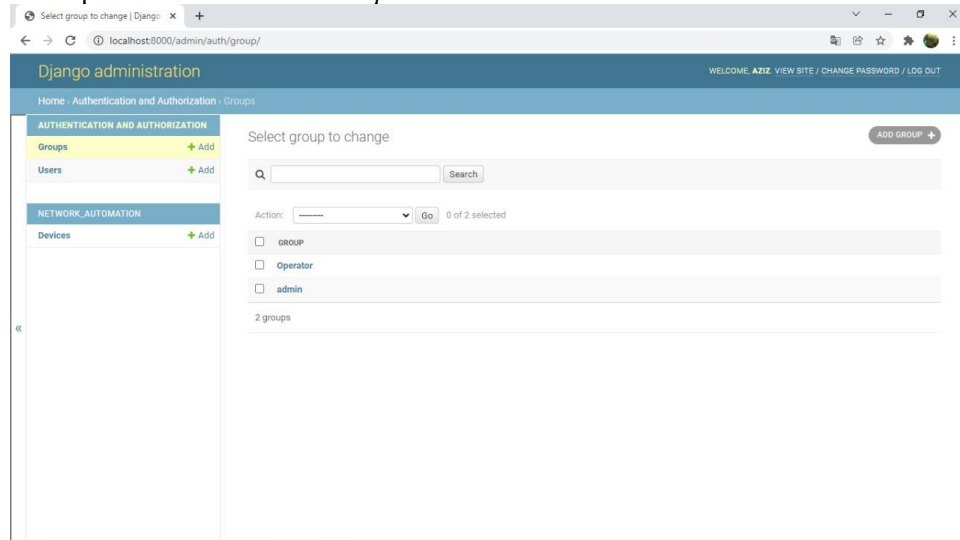 Select group to change | Django
localhost:8000/admin/auth/group/
Django administration
WELCOME, AZIZ. VIEW SITE / CHANGE PASSWORD / LOG OUT
Home › Authentication and Authorization › Groups
AUTHENTICATION AND AUTHORIZATION
Groups + Add
Users + Add
NETWORK_AUTOMATION
Devices + Add
«
Select group to change
ADD GROUP +
Search
Action: --------- Go 0 of 2 selected
GROUP
Operator
admin
2 groups